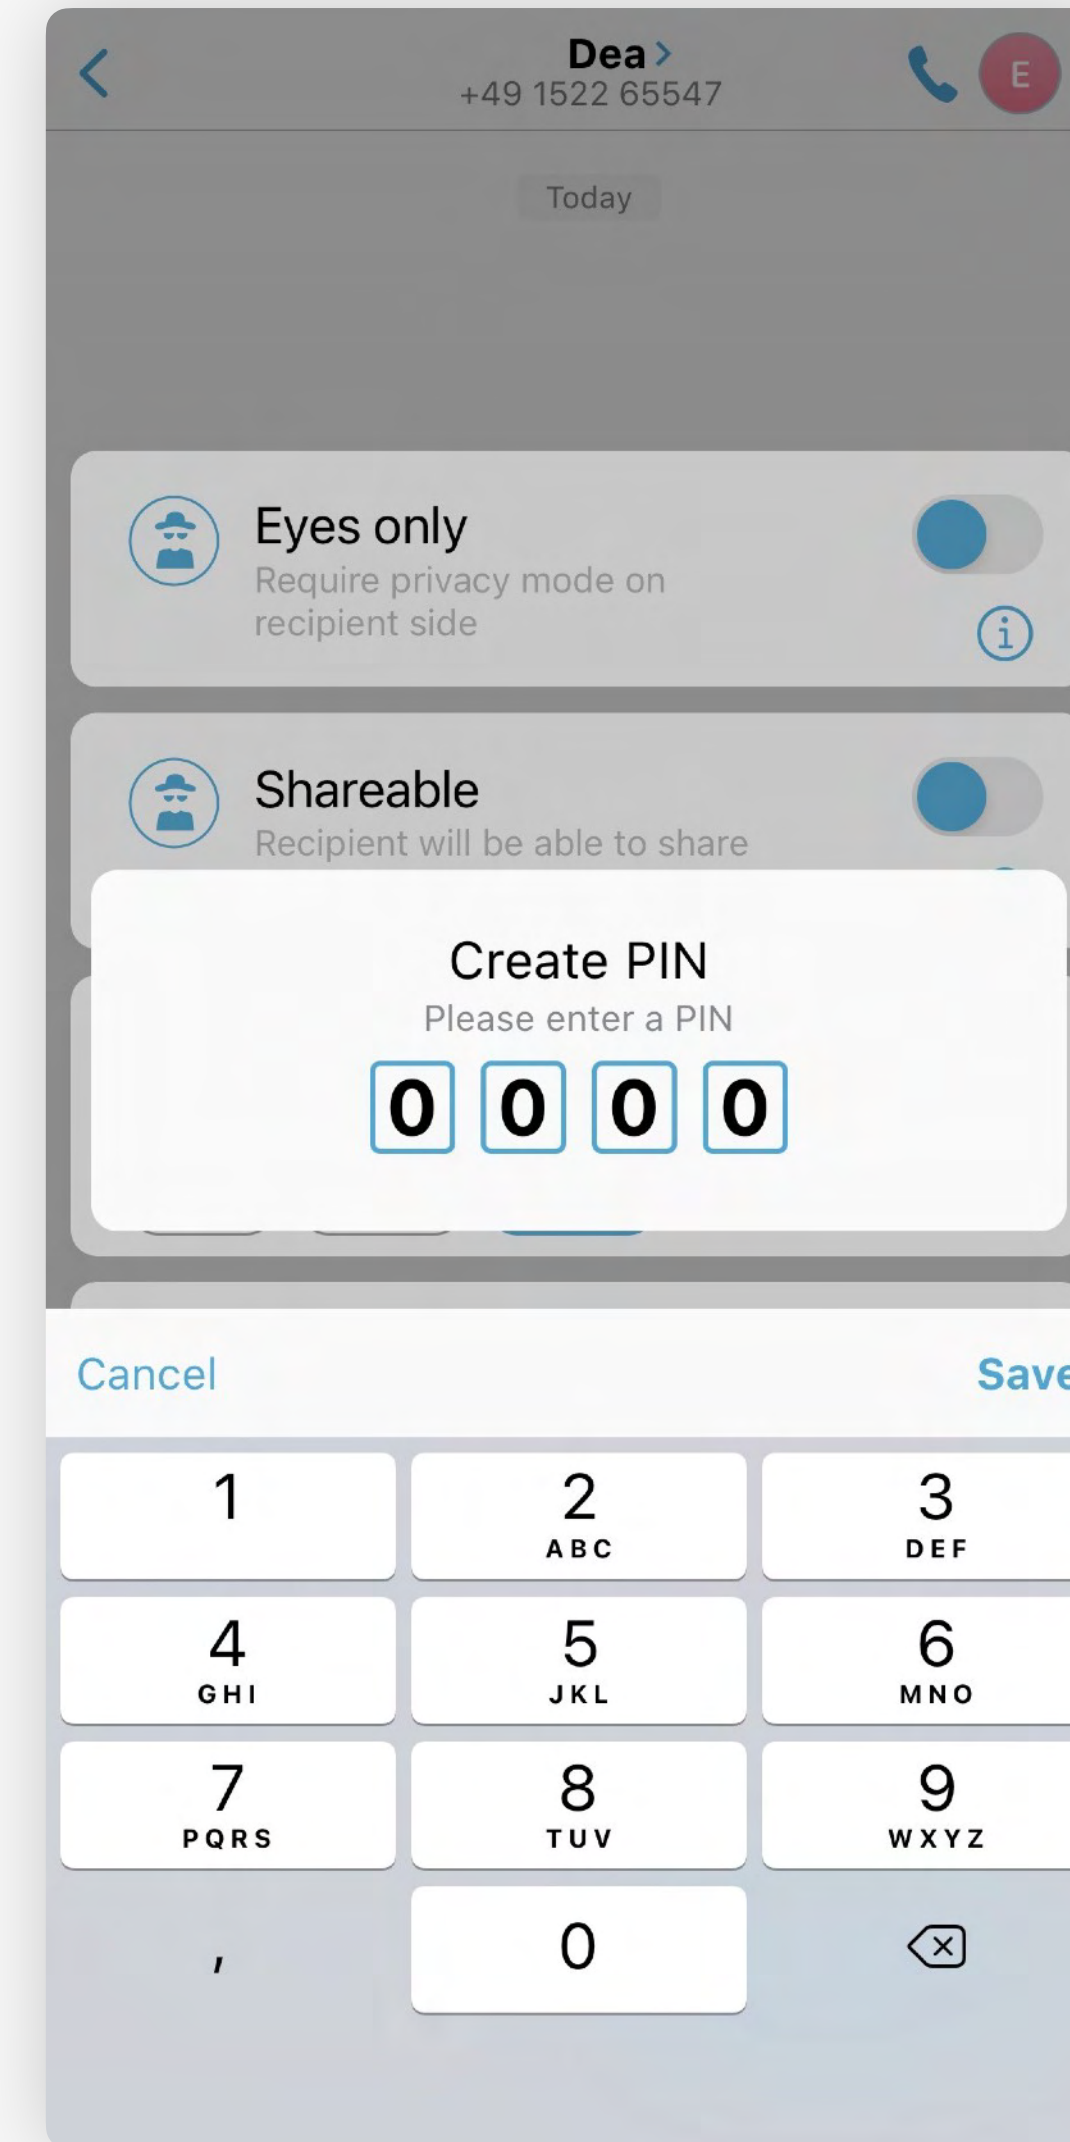 Dea
+49 1522 65547
E
Today
Eyes only
Require privacy mode on
recipient side
Shareable
Recipient will be able to share
Create PIN
Please enter a PIN
0 0 0 0
Cancel
Save
1
2
ABC
3
DEF
4
GHI
5
JKL
6
MNO
7
PQRS
8
TUV
9
WXYZ
,
0